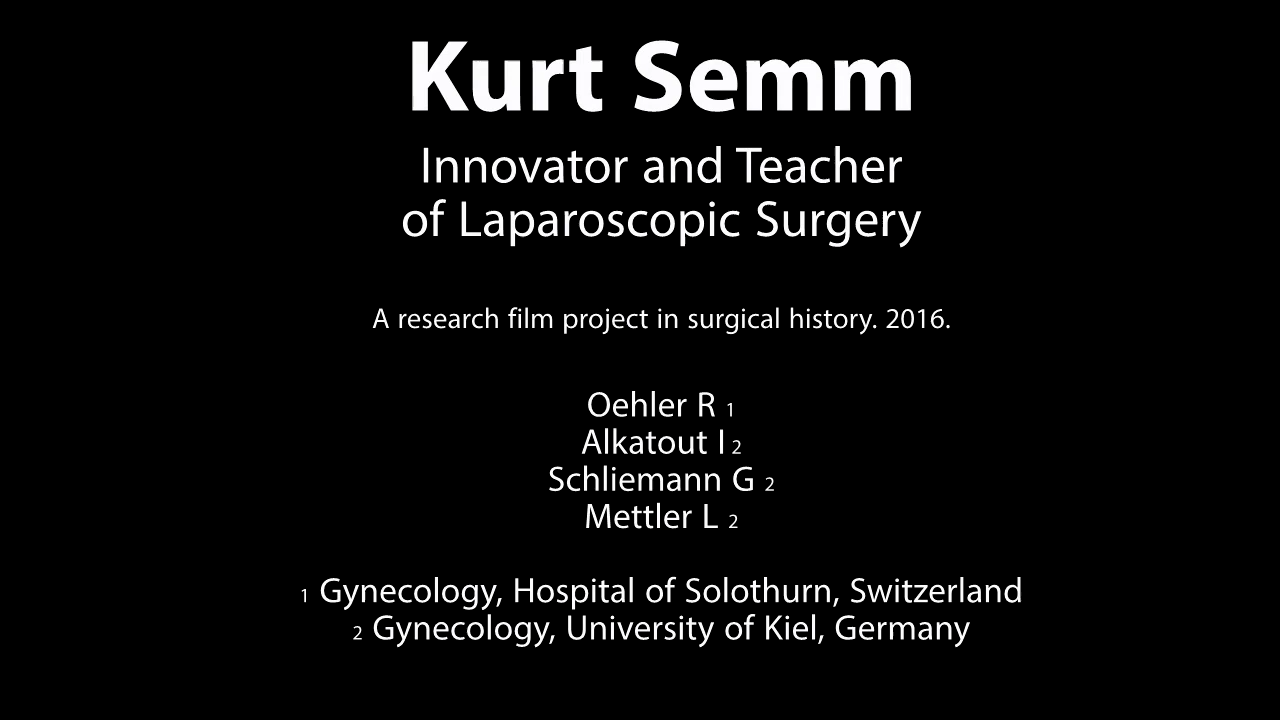 Kurt Semm
Innovator and Teacher
of Laparoscopic Surgery
A research film project in surgical history. 2016.
Oehler R 1
Alkatout I 2
Schliemann G 2
Mettler L 2
1 Gynecology, Hospital of Solothurn, Switzerland
2 Gynecology, University of Kiel, Germany